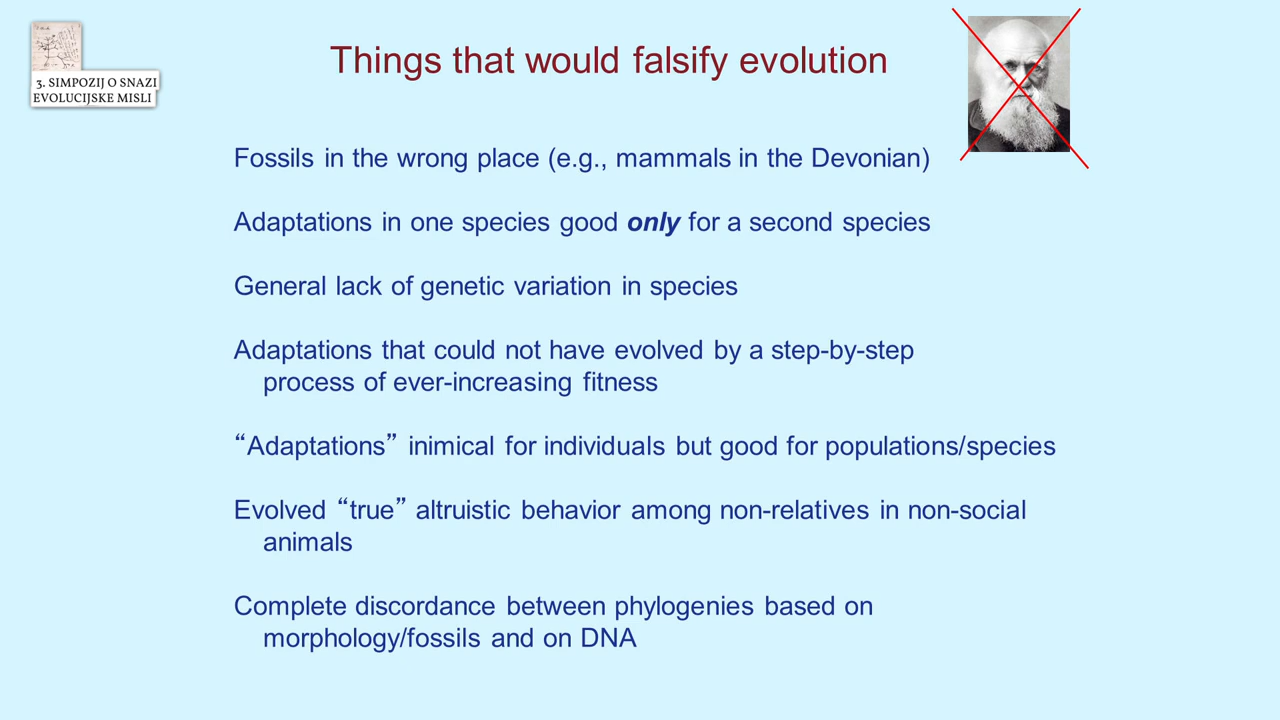 3. SIMPOZIJ O SNAZI
EVOLUCIJSKE MISLI
Things that would falsify evolution
Fossils in the wrong place (e.g., mammals in the Devonian)
Adaptations in one species good only for a second species
General lack of genetic variation in species
Adaptations that could not have evolved by a step-by-step
process of ever-increasing fitness
“Adaptations” inimical for individuals but good for populations/species
Evolved “true” altruistic behavior among non-relatives in non-social
animals
Complete discordance between phylogenies based on
morphology/fossils and on DNA